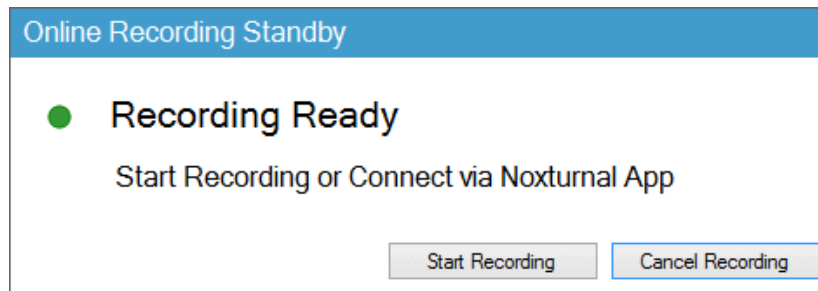 Online Recording Standby
Recording Ready
Start Recording or Connect via Noxturnal App
Start Recording Cancel Recording